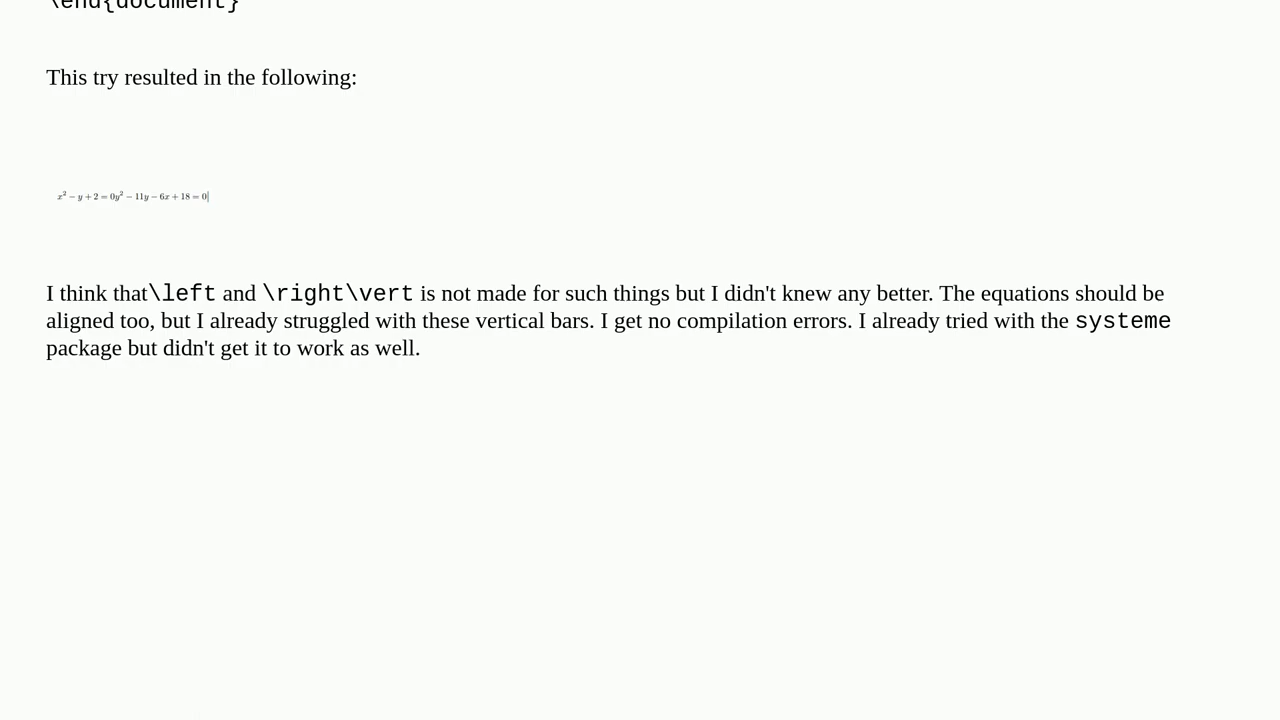 \end{document}
This try resulted in the following:
x² − y + 2 = 0y² − 11y − 6x + 18 = 0|
I think that\left and \right\vert is not made for such things but I didn't knew any better. The equations should be
aligned too, but I already struggled with these vertical bars. I get no compilation errors. I already tried with the systeme
package but didn't get it to work as well.